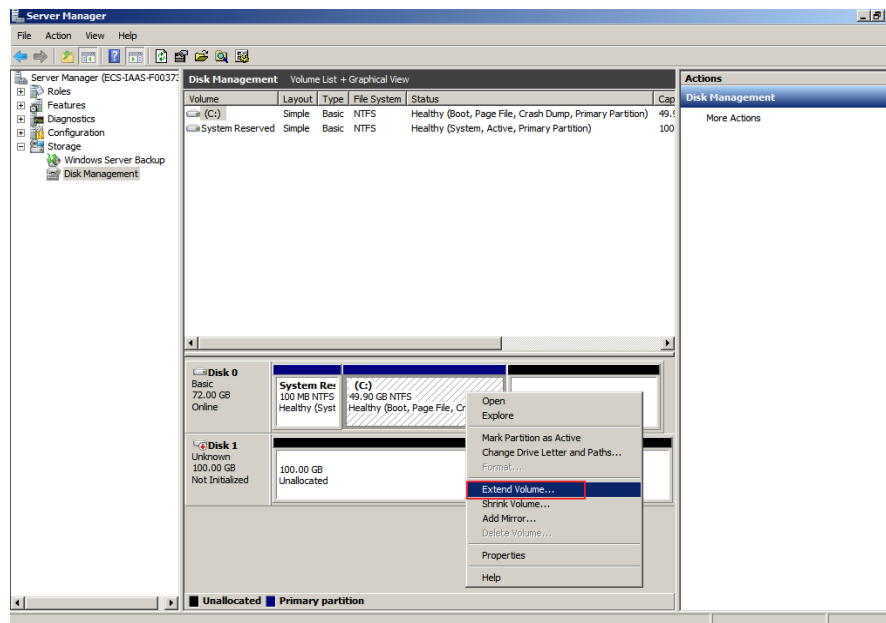 Server Manager
File Action View Help
Server Manager (ECS-IAAS-F0037:
Roles
Features
Diagnostics
Configuration
Storage
Windows Server Backup
Disk Management
Disk Management Volume List + Graphical View
Volume Layout Type File System Status Cap
(C:) Simple Basic NTFS Healthy (Boot, Page File, Crash Dump, Primary Partition) 49.9
System Reserved Simple Basic NTFS Healthy (System, Active, Primary Partition) 100
Disk 0
Basic
72.00 GB
Online
System Res
100 MB NTFS
Healthy (Syst
(C:)
49.90 GB NTFS
Healthy (Boot, Page File, Cr
Disk 1
Unknown
100.00 GB
Not Initialized
100.00 GB
Unallocated
Open
Explore
Mark Partition as Active
Change Drive Letter and Paths...
Format...
Extend Volume...
Shrink Volume...
Add Mirror...
Delete Volume...
Properties
Help
Unallocated Primary partition
Actions
Disk Management
More Actions